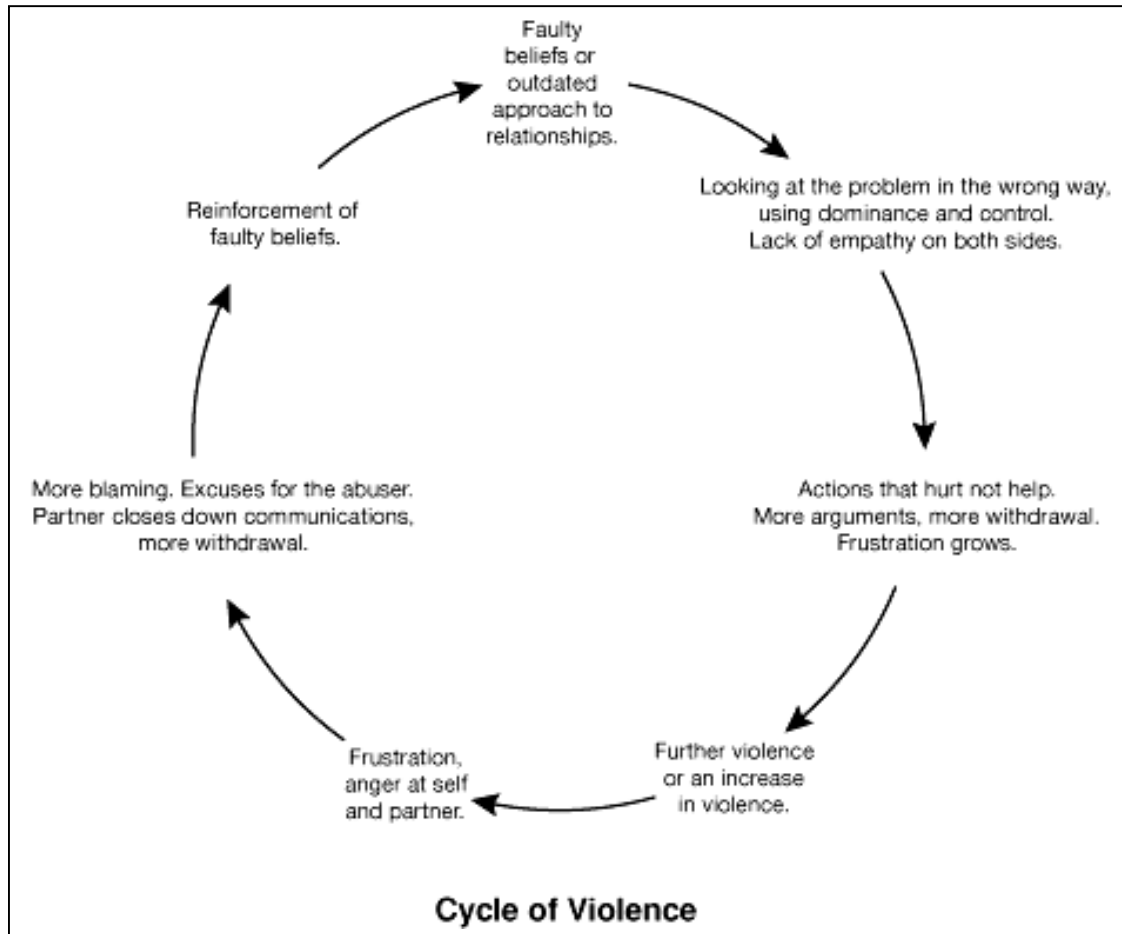 Faulty
beliefs or
outdated
approach to
relationships.
Looking at the problem in the wrong way,
using dominance and control.
Lack of empathy on both sides.
Actions that hurt not help.
More arguments, more withdrawal.
Frustration grows.
Further violence
or an increase
in violence.
Frustration,
anger at self
and partner.
More blaming. Excuses for the abuser.
Partner closes down communications,
more withdrawal.
Reinforcement of
faulty beliefs.
Cycle of Violence